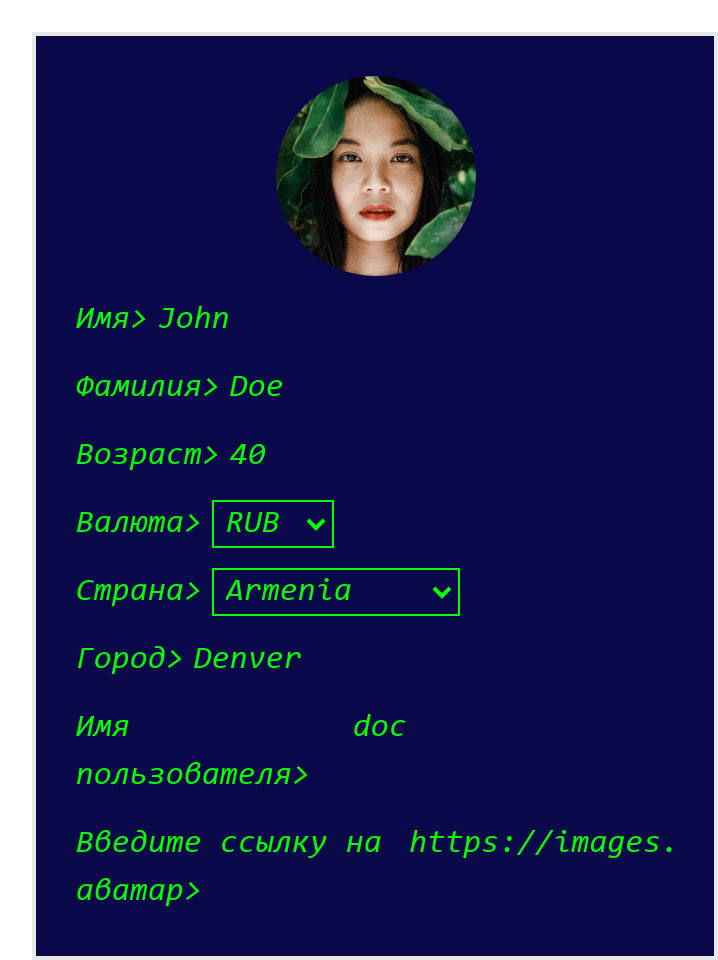 Имя> John
Фамилия> Doe
Возраст> 40
Валюта> RUB
Страна> Armenia
Город> Denver
Имя doc
пользователя>
Введите ссылку на https://images.
аватар>